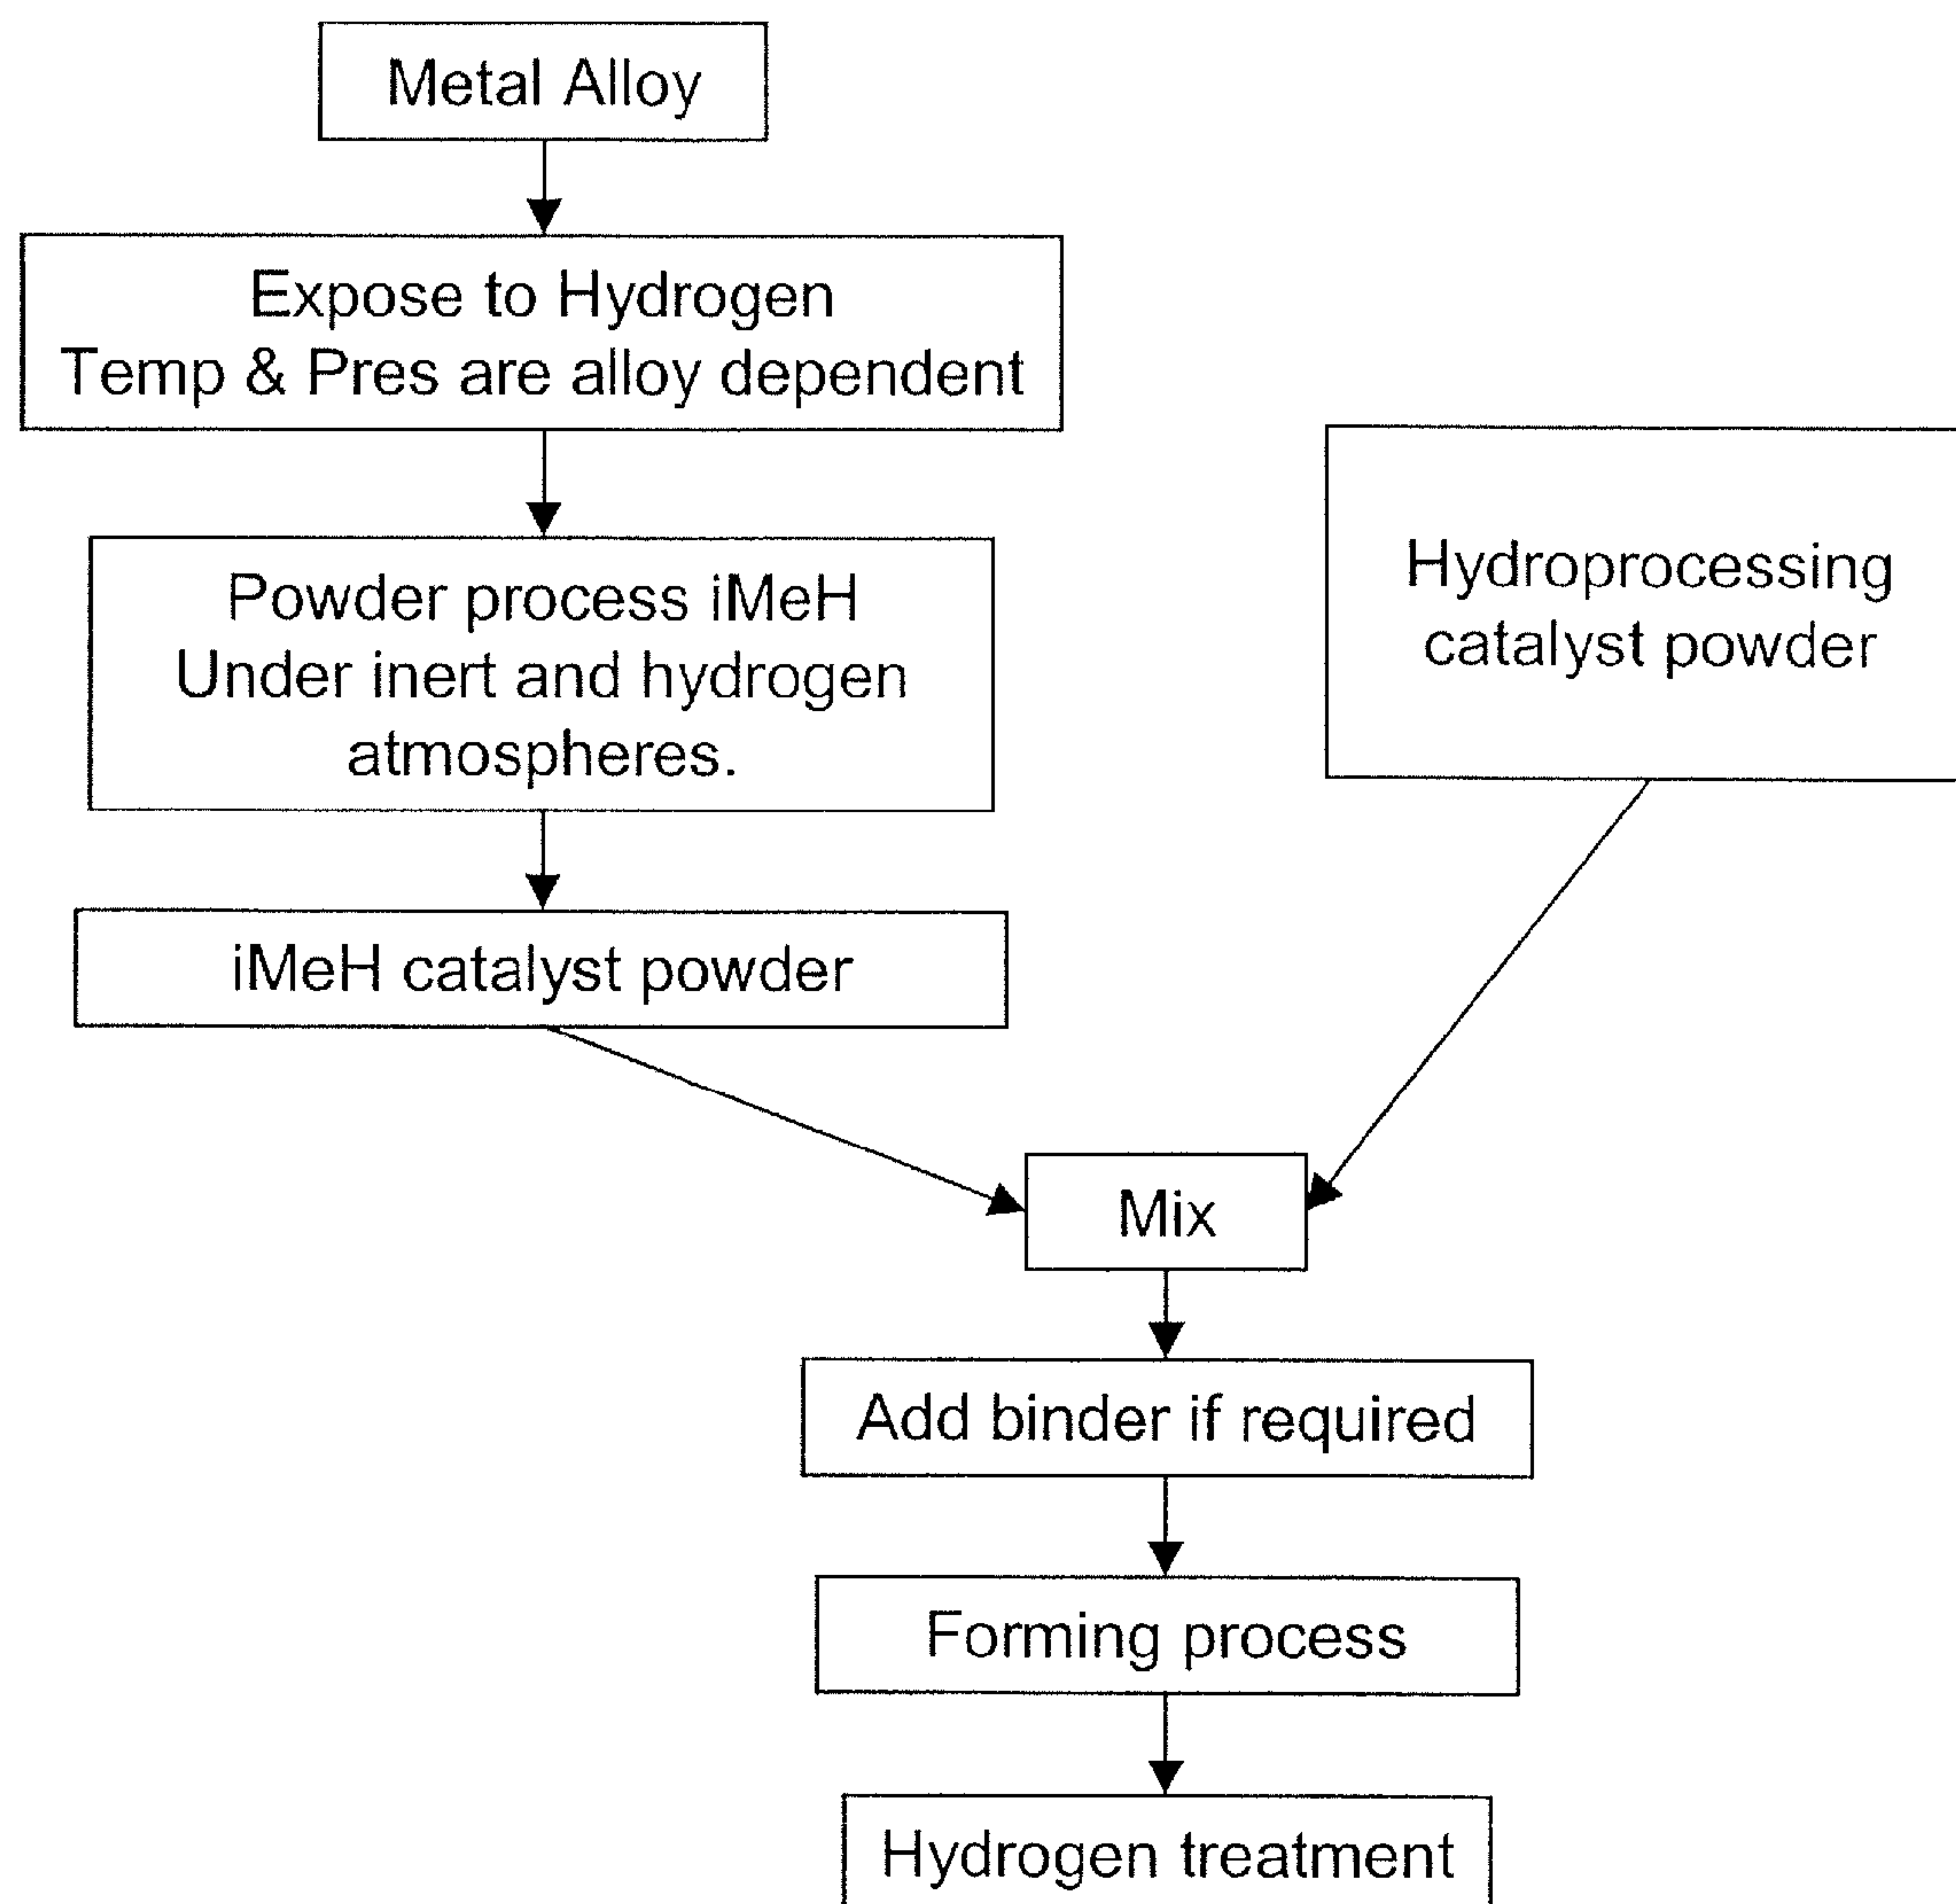 Metal Alloy
Expose to Hydrogen
Temp & Pres are alloy dependent
Powder process iMeH
Under inert and hydrogen
atmospheres.
Hydroprocessing
catalyst powder
iMeH catalyst powder
Mix
Add binder if required
Forming process
Hydrogen treatment